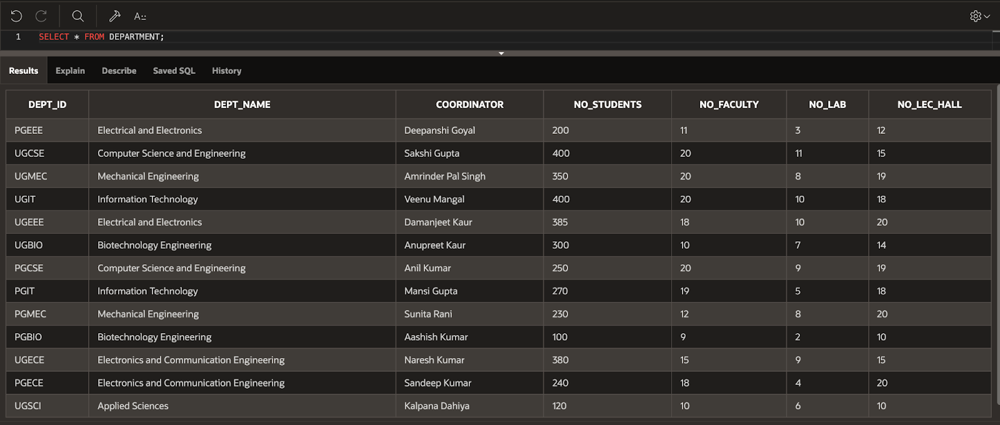 A::
1 SELECT * FROM DEPARTMENT;
Results Explain Describe Saved SQL History
DEPT_ID DEPT_NAME COORDINATOR NO_STUDENTS NO_FACULTY NO_LAB NO_LEC_HALL
PGEEE Electrical and Electronics Deepanshi Goyal 200 11 3 12
UGCSE Computer Science and Engineering Sakshi Gupta 400 20 11 15
UGMEC Mechanical Engineering Amrinder Pal Singh 350 20 8 19
UGIT Information Technology Veenu Mangal 400 20 10 18
UGEEE Electrical and Electronics Damanjeet Kaur 385 18 10 20
UGBIO Biotechnology Engineering Anupreet Kaur 300 10 7 14
PGCSE Computer Science and Engineering Anil Kumar 250 20 9 19
PGIT Information Technology Mansi Gupta 270 19 5 18
PGMEC Mechanical Engineering Sunita Rani 230 12 8 20
PGBIO Biotechnology Engineering Aashish Kumar 100 9 2 10
UGECE Electronics and Communication Engineering Naresh Kumar 380 15 9 15
PGECE Electronics and Communication Engineering Sandeep Kumar 240 18 4 20
UGSCI Applied Sciences Kalpana Dahiya 120 10 6 10